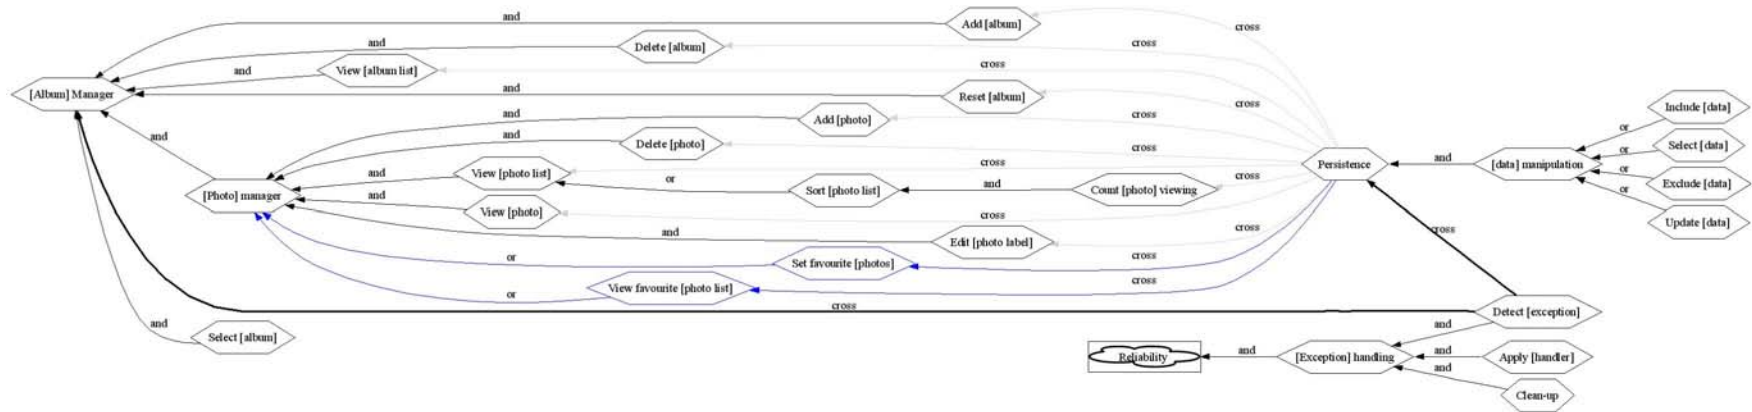 and
Add [album]
cross
and
Delete [album]
cross
and
View [album list]
cross
[Album] Manager
and
Reset [album]
cross
Include [data]
and
Add [photo]
cross
or
and
and
Delete [photo]
cross
or
Select [data]
and
View [photo list]
cross
Persistence
and
[data] manipulation
or
Sort [photo list]
and
Count [photo] viewing
cross
or
Exclude [data]
[Photo] manager
and
View [photo]
cross
or
Update [data]
and
Edit [photo label]
cross
cross
or
Set favourite [photos]
cross
or
View favourite [photo list]
cross
cross
Detect [exception]
and
Select [album]
and
Reliability
and
[Exception] handling
and
Apply [handler]
and
Clean-up